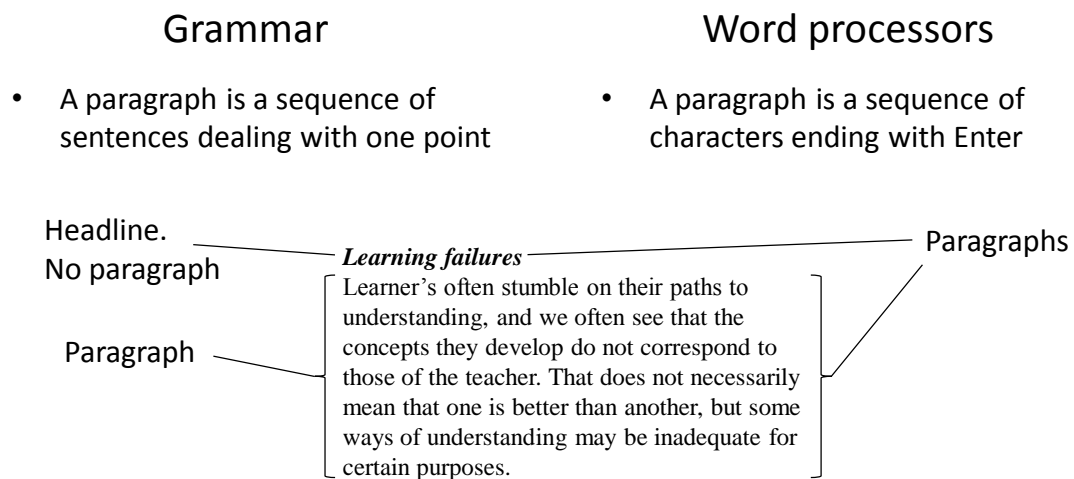 Grammar
• A paragraph is a sequence of
sentences dealing with one point
Word processors
• A paragraph is a sequence of
characters ending with Enter
Headline.
No paragraph
Paragraph
Learning failures
Learner's often stumble on their paths to
understanding, and we often see that the
concepts they develop do not correspond to
those of the teacher. That does not necessarily
mean that one is better than another, but some
ways of understanding may be inadequate for
certain purposes.
Paragraphs